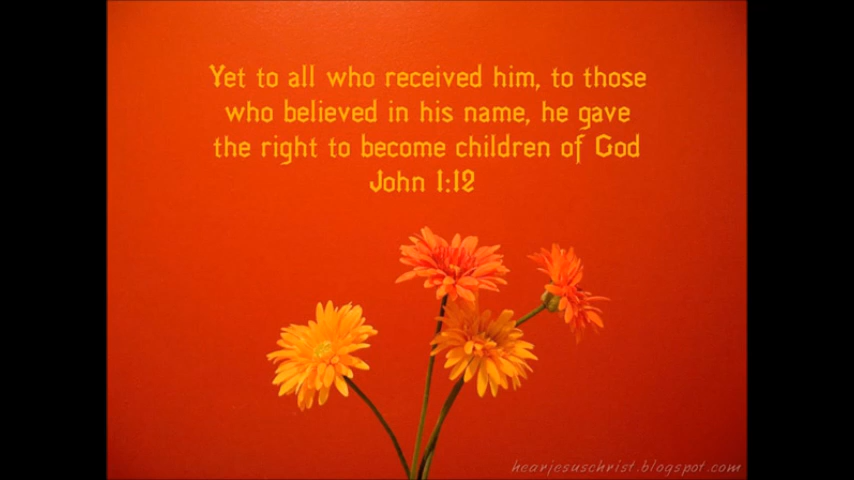 Yet to all who received him, to those
who believed in his name, he gave
the right to become children of God
John 1:12
hearjesuschrist.blogspot.com